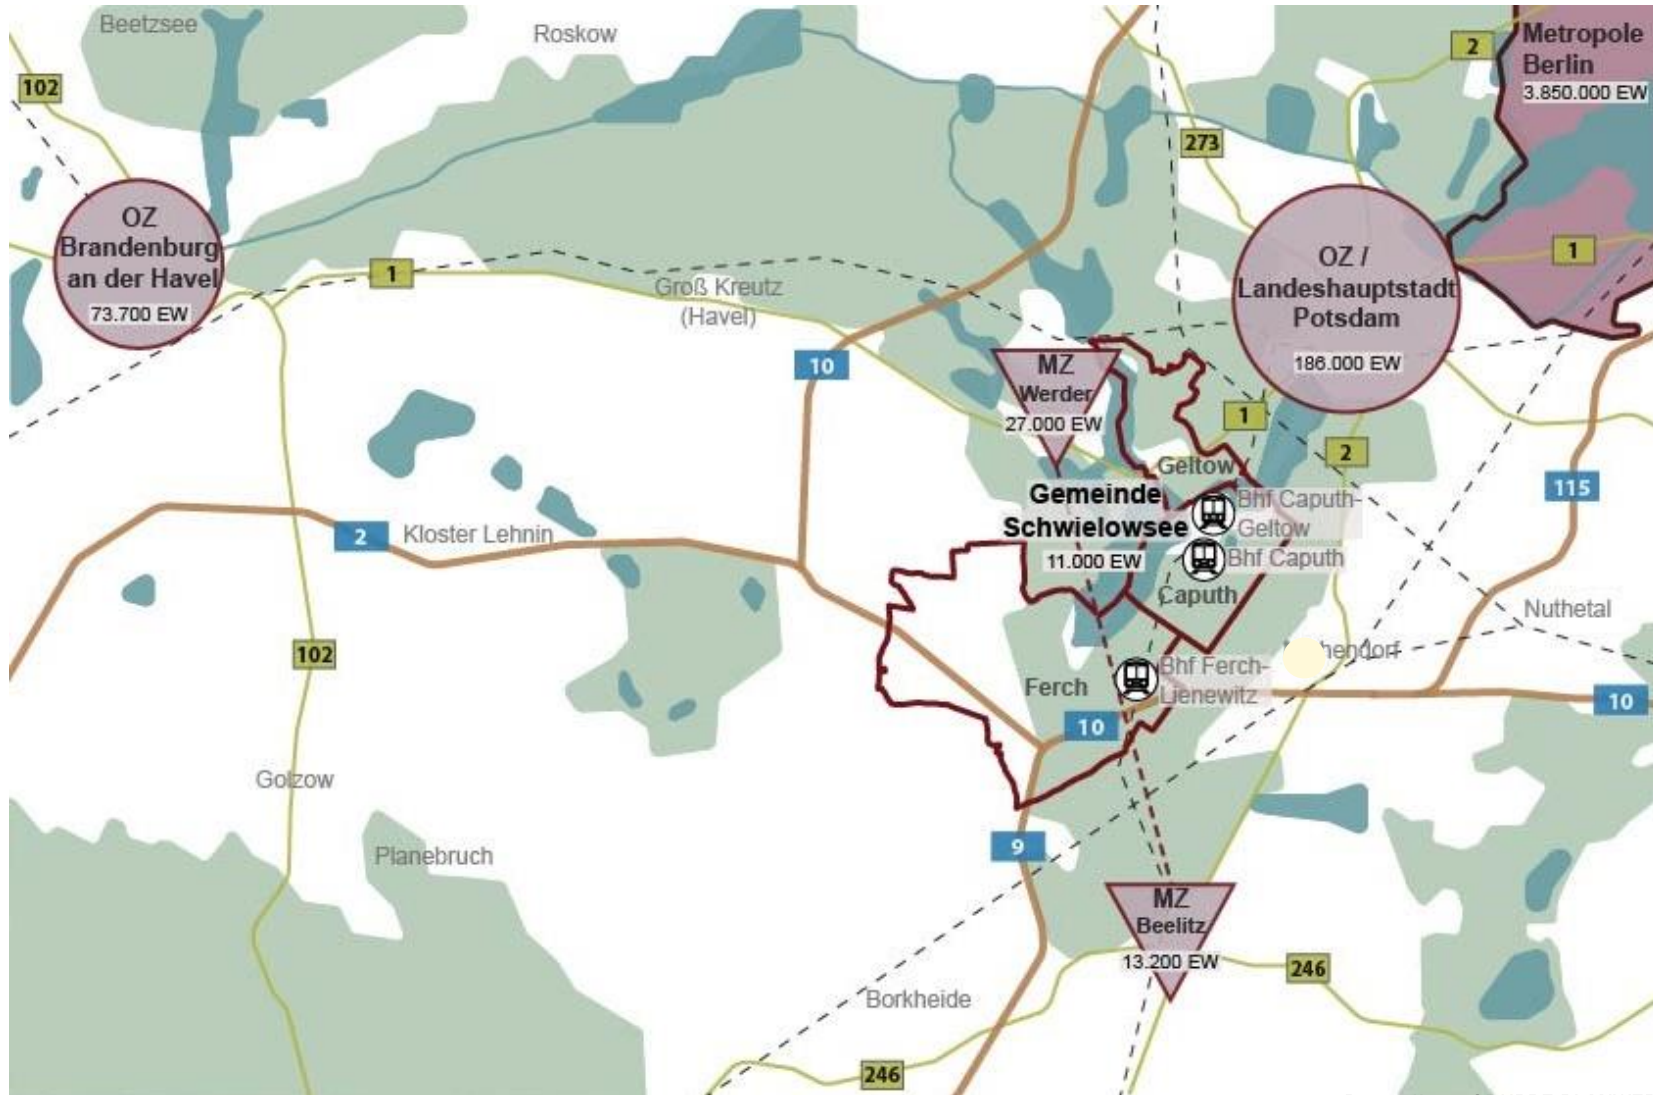 Beetzsee
Roskow
2
Metropole
Berlin
3.850.000 EW
102
273
OZ
Brandenburg
an der Havel
73.700 EW
1
Groß Kreutz
(Havel)
10
MZ
Werder
27.000 EW
OZ /
Landeshauptstadt
Potsdam
186.000 EW
1
1
2
115
Geltow
Gemeinde
Schwielowsee
11.000 EW
Bhf Caputh-
Geltow
Bhf Caputh
Caputh
2
Kloster Lehnin
Nuthetal
102
Bhf Ferch-
Lienewitz
Ferch
10
10
Golzow
9
Planebruch
MZ
Beelitz
13.200 EW
246
Borkheide
246